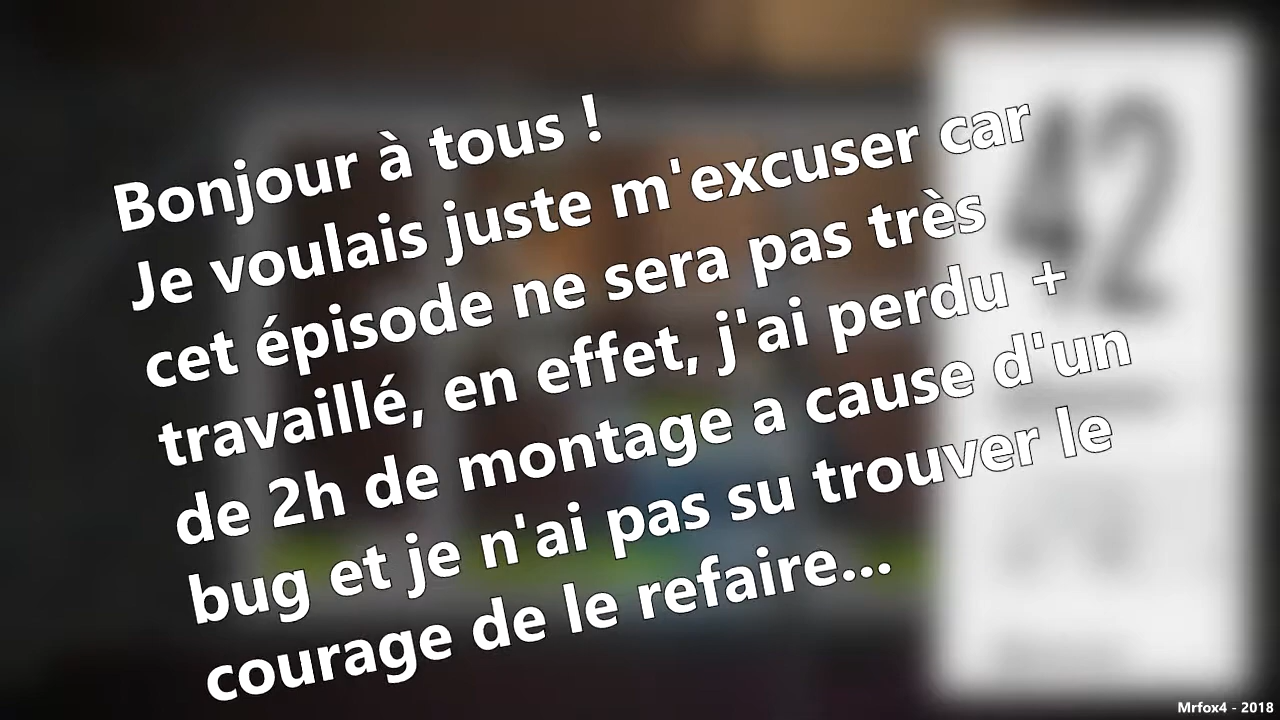 Bonjour à tous !
Je voulais juste m'excuser car
cet épisode ne sera pas très
travaillé, en effet, j'ai perdu +
de 2h de montage a cause d'un
bug et je n'ai pas su trouver le
courage de le refaire...
42
Mrfox4 - 2018